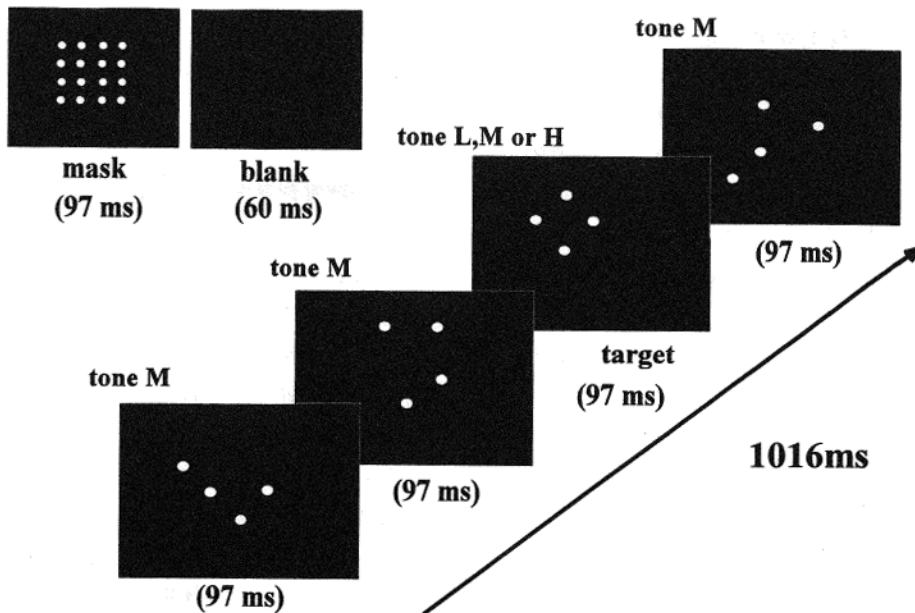 mask
(97 ms)
blank
(60 ms)
tone M
(97 ms)
tone M
(97 ms)
tone L,M or H
target
(97 ms)
tone M
(97 ms)
1016ms